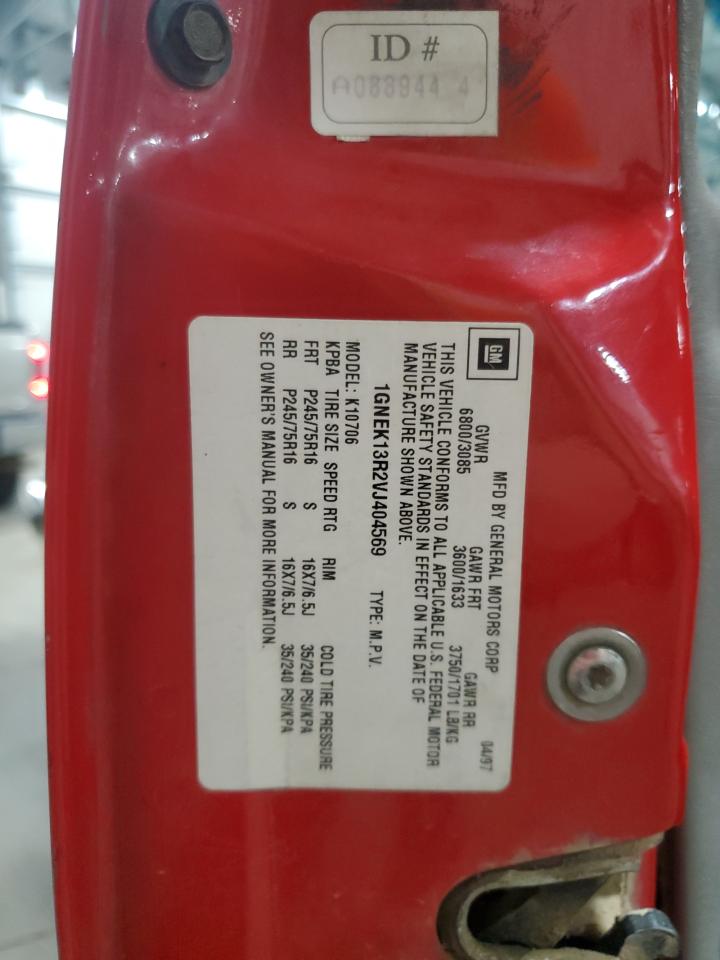 ID #
A088944 4
GM
MFD BY GENERAL MOTORS CORP 04/97
GVWR GAWR FRT GAWR RR
6800/3085 3600/1633 3750/1701 LB/KG
THIS VEHICLE CONFORMS TO ALL APPLICABLE U.S. FEDERAL MOTOR
VEHICLE SAFETY STANDARDS IN EFFECT ON THE DATE OF
MANUFACTURE SHOWN ABOVE.
1GNEK13R2VJ404569 TYPE: M.P.V.
MODEL: K10706
KPBA TIRE SIZE SPEED RTG RIM COLD TIRE PRESSURE
FRT P245/75R16 S 16X7/6.5J 35/240 PSI/KPA
RR P245/75R16 S 16X7/6.5J 35/240 PSI/KPA
SEE OWNER'S MANUAL FOR MORE INFORMATION.